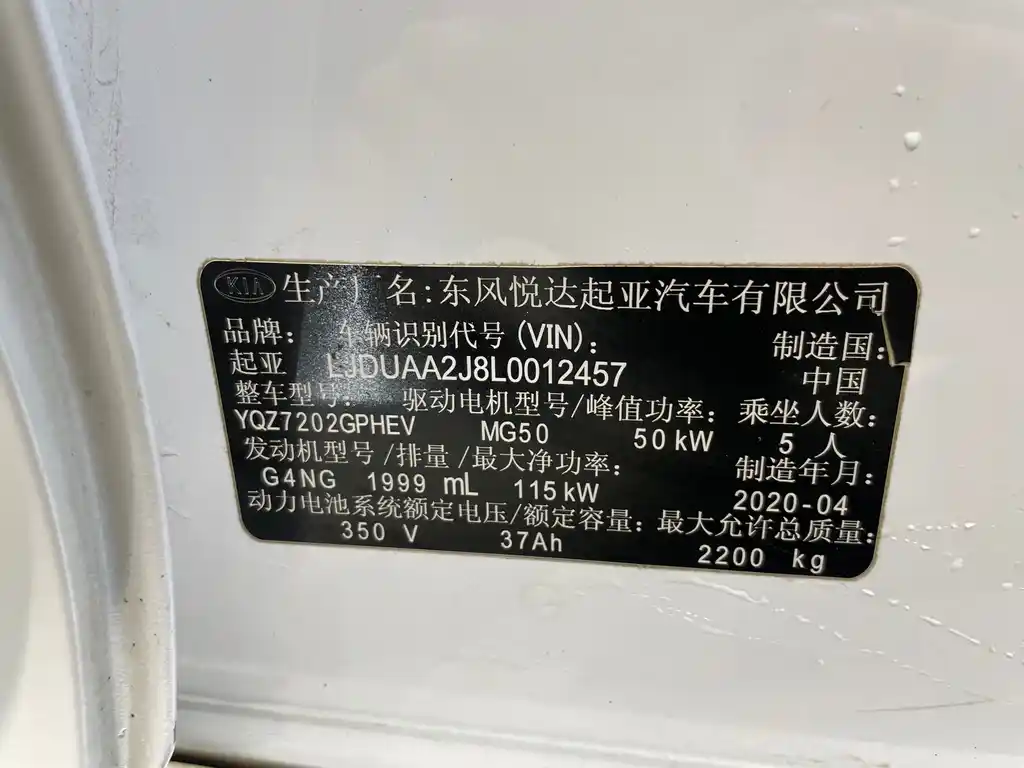 KIA 生产厂名:东风悦达起亚汽车有限公司
品牌: 车辆识别代号(VIN): 制造国:
起亚 LJDUAA2J8L0012457 中国
整车型号: 驱动电机型号/峰值功率: 乘坐人数:
YQZ7202GPHEV MG50 50kW 5 人
发动机型号/排量/最大净功率: 制造年月:
G4NG 1999 mL 115kW 2020-04
动力电池系统额定电压/额定容量: 最大允许总质量:
350 V 37Ah 2200 kg